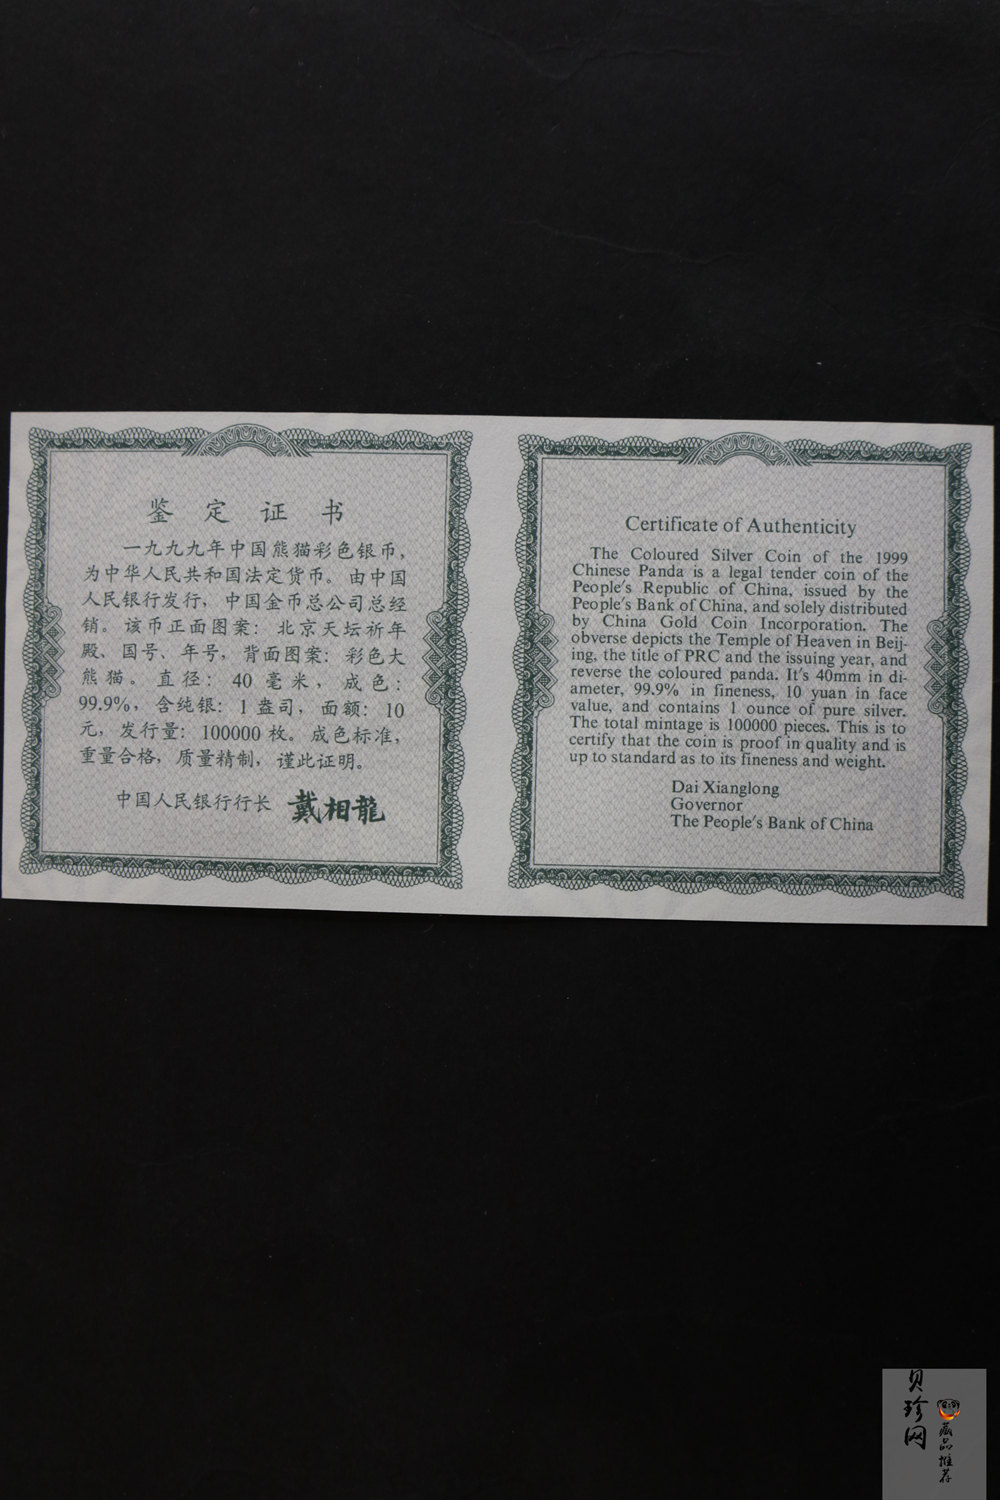 鉴定证书
一九九九年中国熊猫彩色银币，
为中华人民共和国法定货币。由中国
人民银行发行，中国金币总公司总经
销。该币正面图案：北京天坛祈年
殿、国号、年号，背面图案：彩色大
熊猫。直径：40毫米，成色：
99.9%，含纯银：1盎司，面额：10
元，发行量：100000枚。成色标准，
重量合格，质量精制，谨此证明。
中国人民银行行长 戴相龍
Certificate of Authenticity
The Coloured Silver Coin of the 1999
Chinese Panda is a legal tender coin of the
People's Republic of China, issued by the
People's Bank of China, and solely distributed
by China Gold Coin Incorporation. The
obverse depicts the Temple of Heaven in Beij-
ing, the title of PRC and the issuing year, and
reverse the coloured panda. It's 40mm in di-
ameter, 99.9% in fineness, 10 yuan in face
value, and contains 1 ounce of pure silver.
The total mintage is 100000 pieces. This is to
certify that the coin is proof in quality and is
up to standard as to its fineness and weight.
Dai Xianglong
Governor
The People's Bank of China
贝珍网
藏品推荐